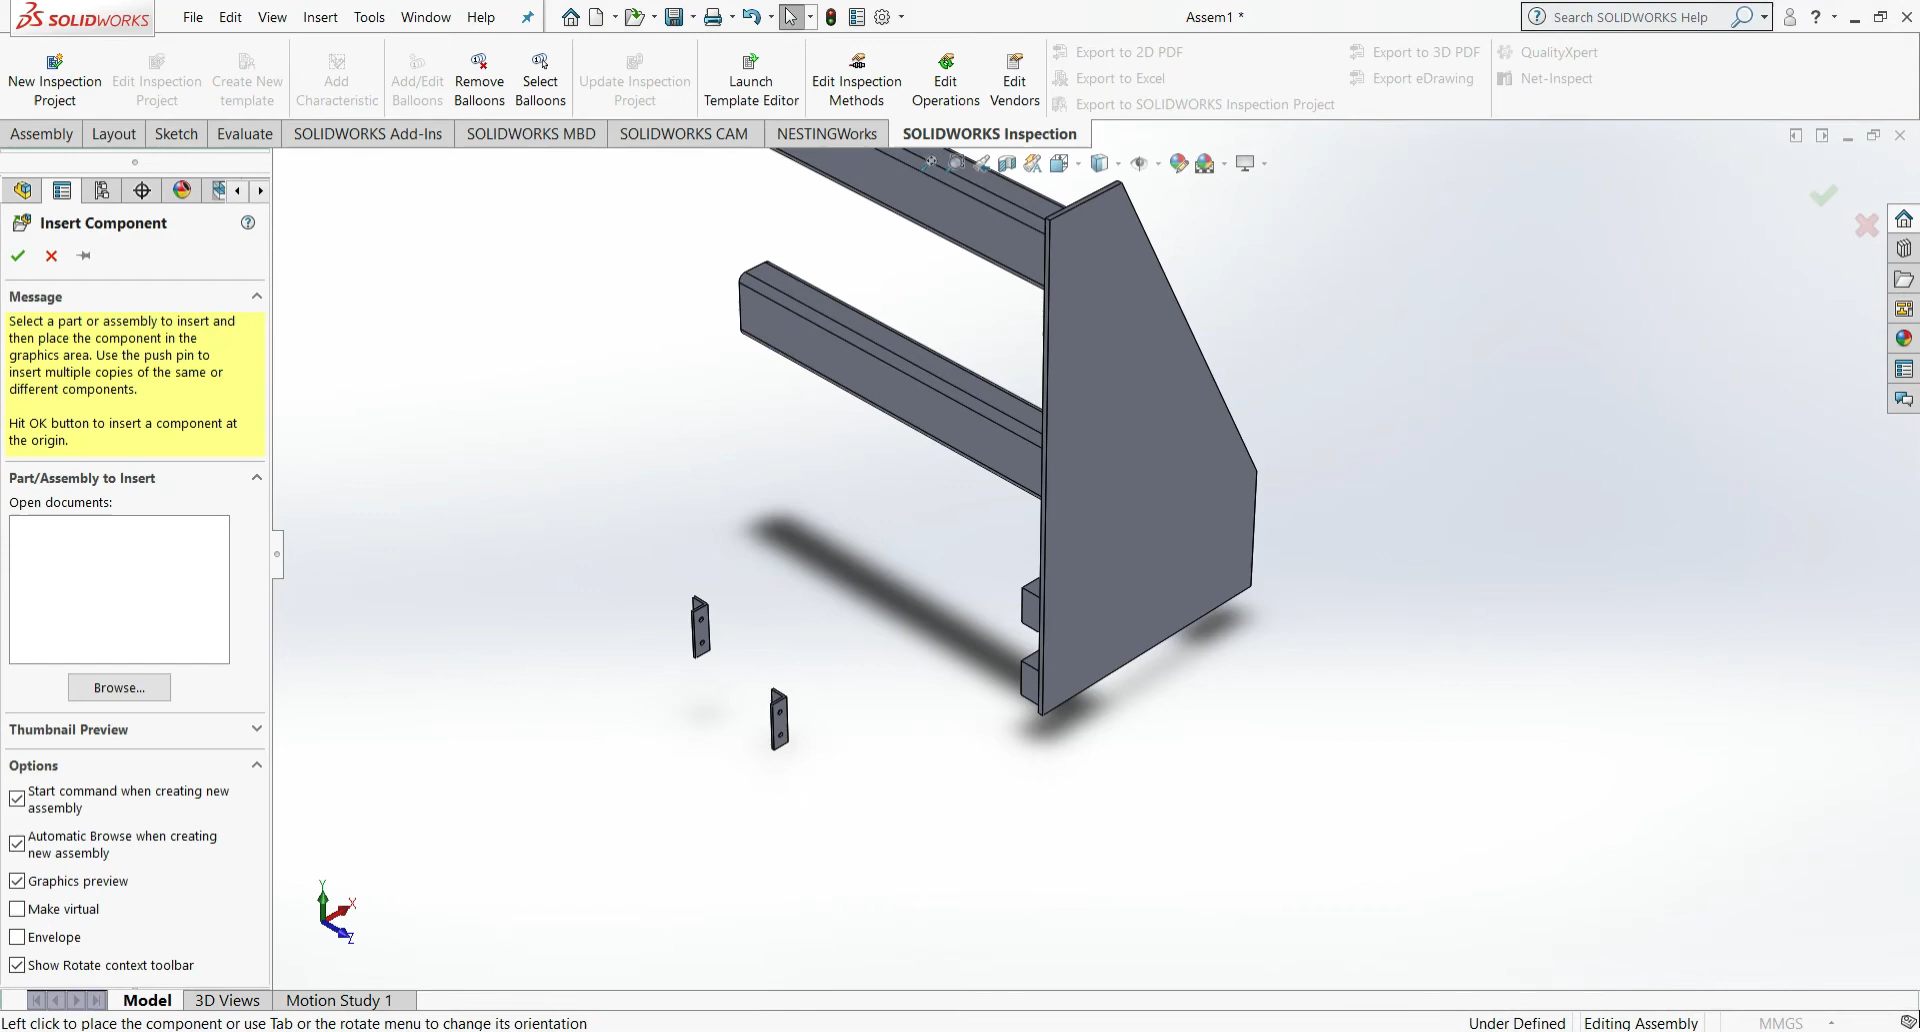 SOLIDWORKS
File Edit View Insert Tools Window Help
Assem1 *
Search SOLIDWORKS Help
?
New Inspection Project
Edit Inspection Project
Create New template
Add Characteristic
Add/Edit Balloons
Remove Balloons
Select Balloons
Update Inspection Project
Launch Template Editor
Edit Inspection Methods
Edit Operations
Edit Vendors
Export to 2D PDF
Export to Excel
Export to SOLIDWORKS Inspection Project
Export to 3D PDF
Export eDrawing
QualityXpert
Net-Inspect
Assembly Layout Sketch Evaluate SOLIDWORKS Add-Ins SOLIDWORKS MBD SOLIDWORKS CAM NESTINGWorks SOLIDWORKS Inspection
Insert Component
?
Message
Select a part or assembly to insert and
then place the component in the
graphics area. Use the push pin to
insert multiple copies of the same or
different components.
Hit OK button to insert a component at
the origin.
Part/Assembly to Insert
Open documents:
Browse...
Thumbnail Preview
Options
Start command when creating new
assembly
Automatic Browse when creating
new assembly
Graphics preview
Make virtual
Envelope
Show Rotate context toolbar
Y
X
Z
Model 3D Views Motion Study 1
Left click to place the component or use Tab or the rotate menu to change its orientation
Under Defined Editing Assembly MMGS